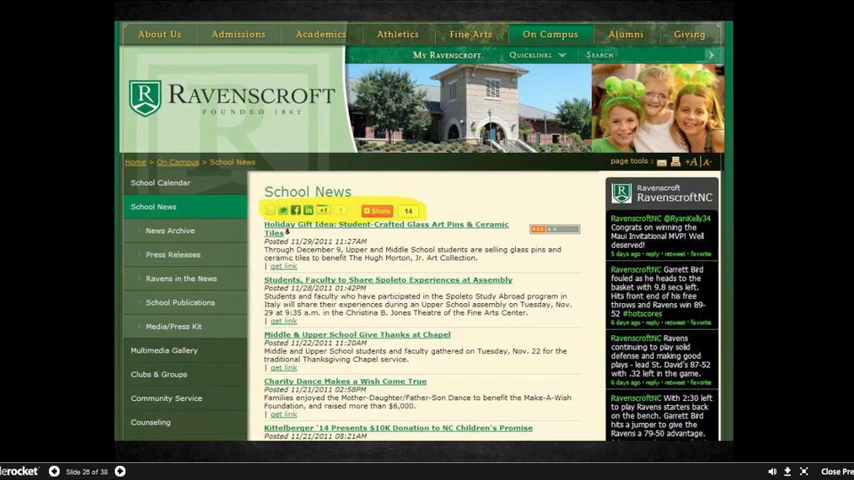 About Us Admissions Academics Athletics Fine Arts On Campus Alumni Giving
My Ravenscroft Quicklinks Search
R RAVENSCROFT
FOUNDED 1862
Home > On Campus > School News
page tools : +A A-
School Calendar
School News
News Archive
Press Releases
Ravens in the News
School Publications
Media/Press Kit
Multimedia Gallery
Clubs & Groups
Community Service
Counseling
School News
+1 Share 14
Holiday Gift Idea: Student-Crafted Glass Art Pins & Ceramic
Tiles
Posted 11/29/2011 11:27AM
Through December 9, Upper and Middle School students are selling glass pins and
ceramic tiles to benefit The Hugh Morton, Jr. Art Collection.
| get link
Students, Faculty to Share Spoleto Experiences at Assembly
Posted 11/28/2011 01:42PM
Students and faculty who have participated in the Spoleto Study Abroad program in
Italy will share their experiences during an Upper School assembly on Tuesday, Nov.
29 at 9:35 a.m. in the Christina B. Jones Theatre of the Fine Arts Center.
| get link
Middle & Upper School Give Thanks at Chapel
Posted 11/22/2011 11:20AM
Middle and Upper School students and faculty gathered on Tuesday, Nov. 22 for the
traditional Thanksgiving Chapel service.
| get link
Charity Dance Makes a Wish Come True
Posted 11/21/2011 02:58PM
Families enjoyed the Mother-Daughter/Father-Son Dance to benefit the Make-A-Wish
Foundation, and raised more than $6,000.
| get link
Kittelberger '14 Presents $10K Donation to NC Children's Promise
Posted 11/21/2011 08:21AM
Ravenscroft
RavenscroftNC
RavenscroftNC @RyanKelly34
Congrats on winning the
Maui Invitational MVP! Well
deserved!
5 days ago · reply · retweet · favorite
RavenscroftNC Garrett Bird
fouled as he heads to the
basket with 9.8 secs left.
Hits front end of his free
throws and Ravens win 89-
52 #hotscores
6 days ago · reply · retweet · favorite
RavenscroftNC Ravens
continuing to play solid
defense and making good
plays - lead St. David's 87-52
with .32 left in the game.
6 days ago · reply · retweet · favorite
RavenscroftNC With 2:30 left
to play Ravens starters back
on the bench. Garrett Bird
hits a jumper to give the
Ravens a 79-50 advantage.
derocket Slide 26 of 38 Close Pre